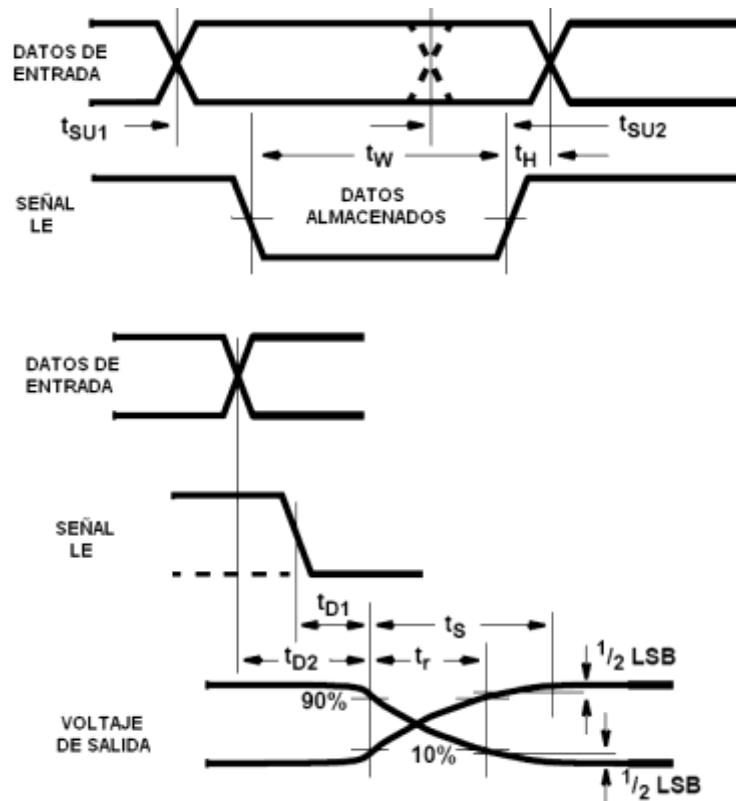 DATOS DE
ENTRADA
tSU1
tSU2
tW
tH
SEÑAL
LE
DATOS
ALMACENADOS
DATOS DE
ENTRADA
SEÑAL
LE
tD1
tS
tD2
tr
1/2 LSB
90%
VOLTAJE
DE SALIDA
10%
1/2 LSB